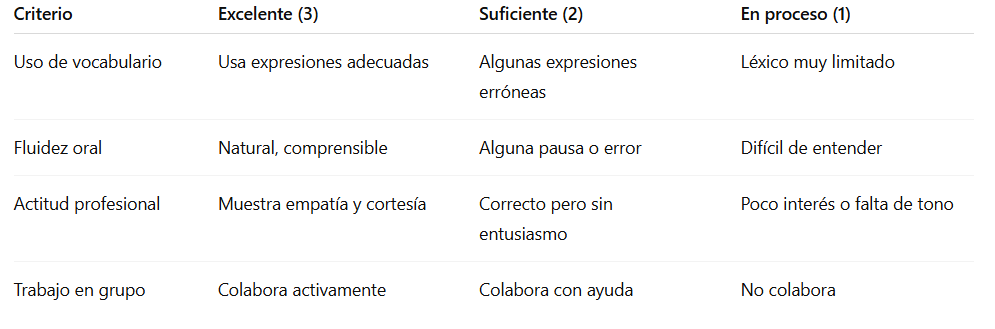 Criterio Excelente (3) Suficiente (2) En proceso (1)
Uso de vocabulario Usa expresiones adecuadas Algunas expresiones erróneas Léxico muy limitado
Fluidez oral Natural, comprensible Alguna pausa o error Difícil de entender
Actitud profesional Muestra empatía y cortesía Correcto pero sin entusiasmo Poco interés o falta de tono
Trabajo en grupo Colabora activamente Colabora con ayuda No colabora